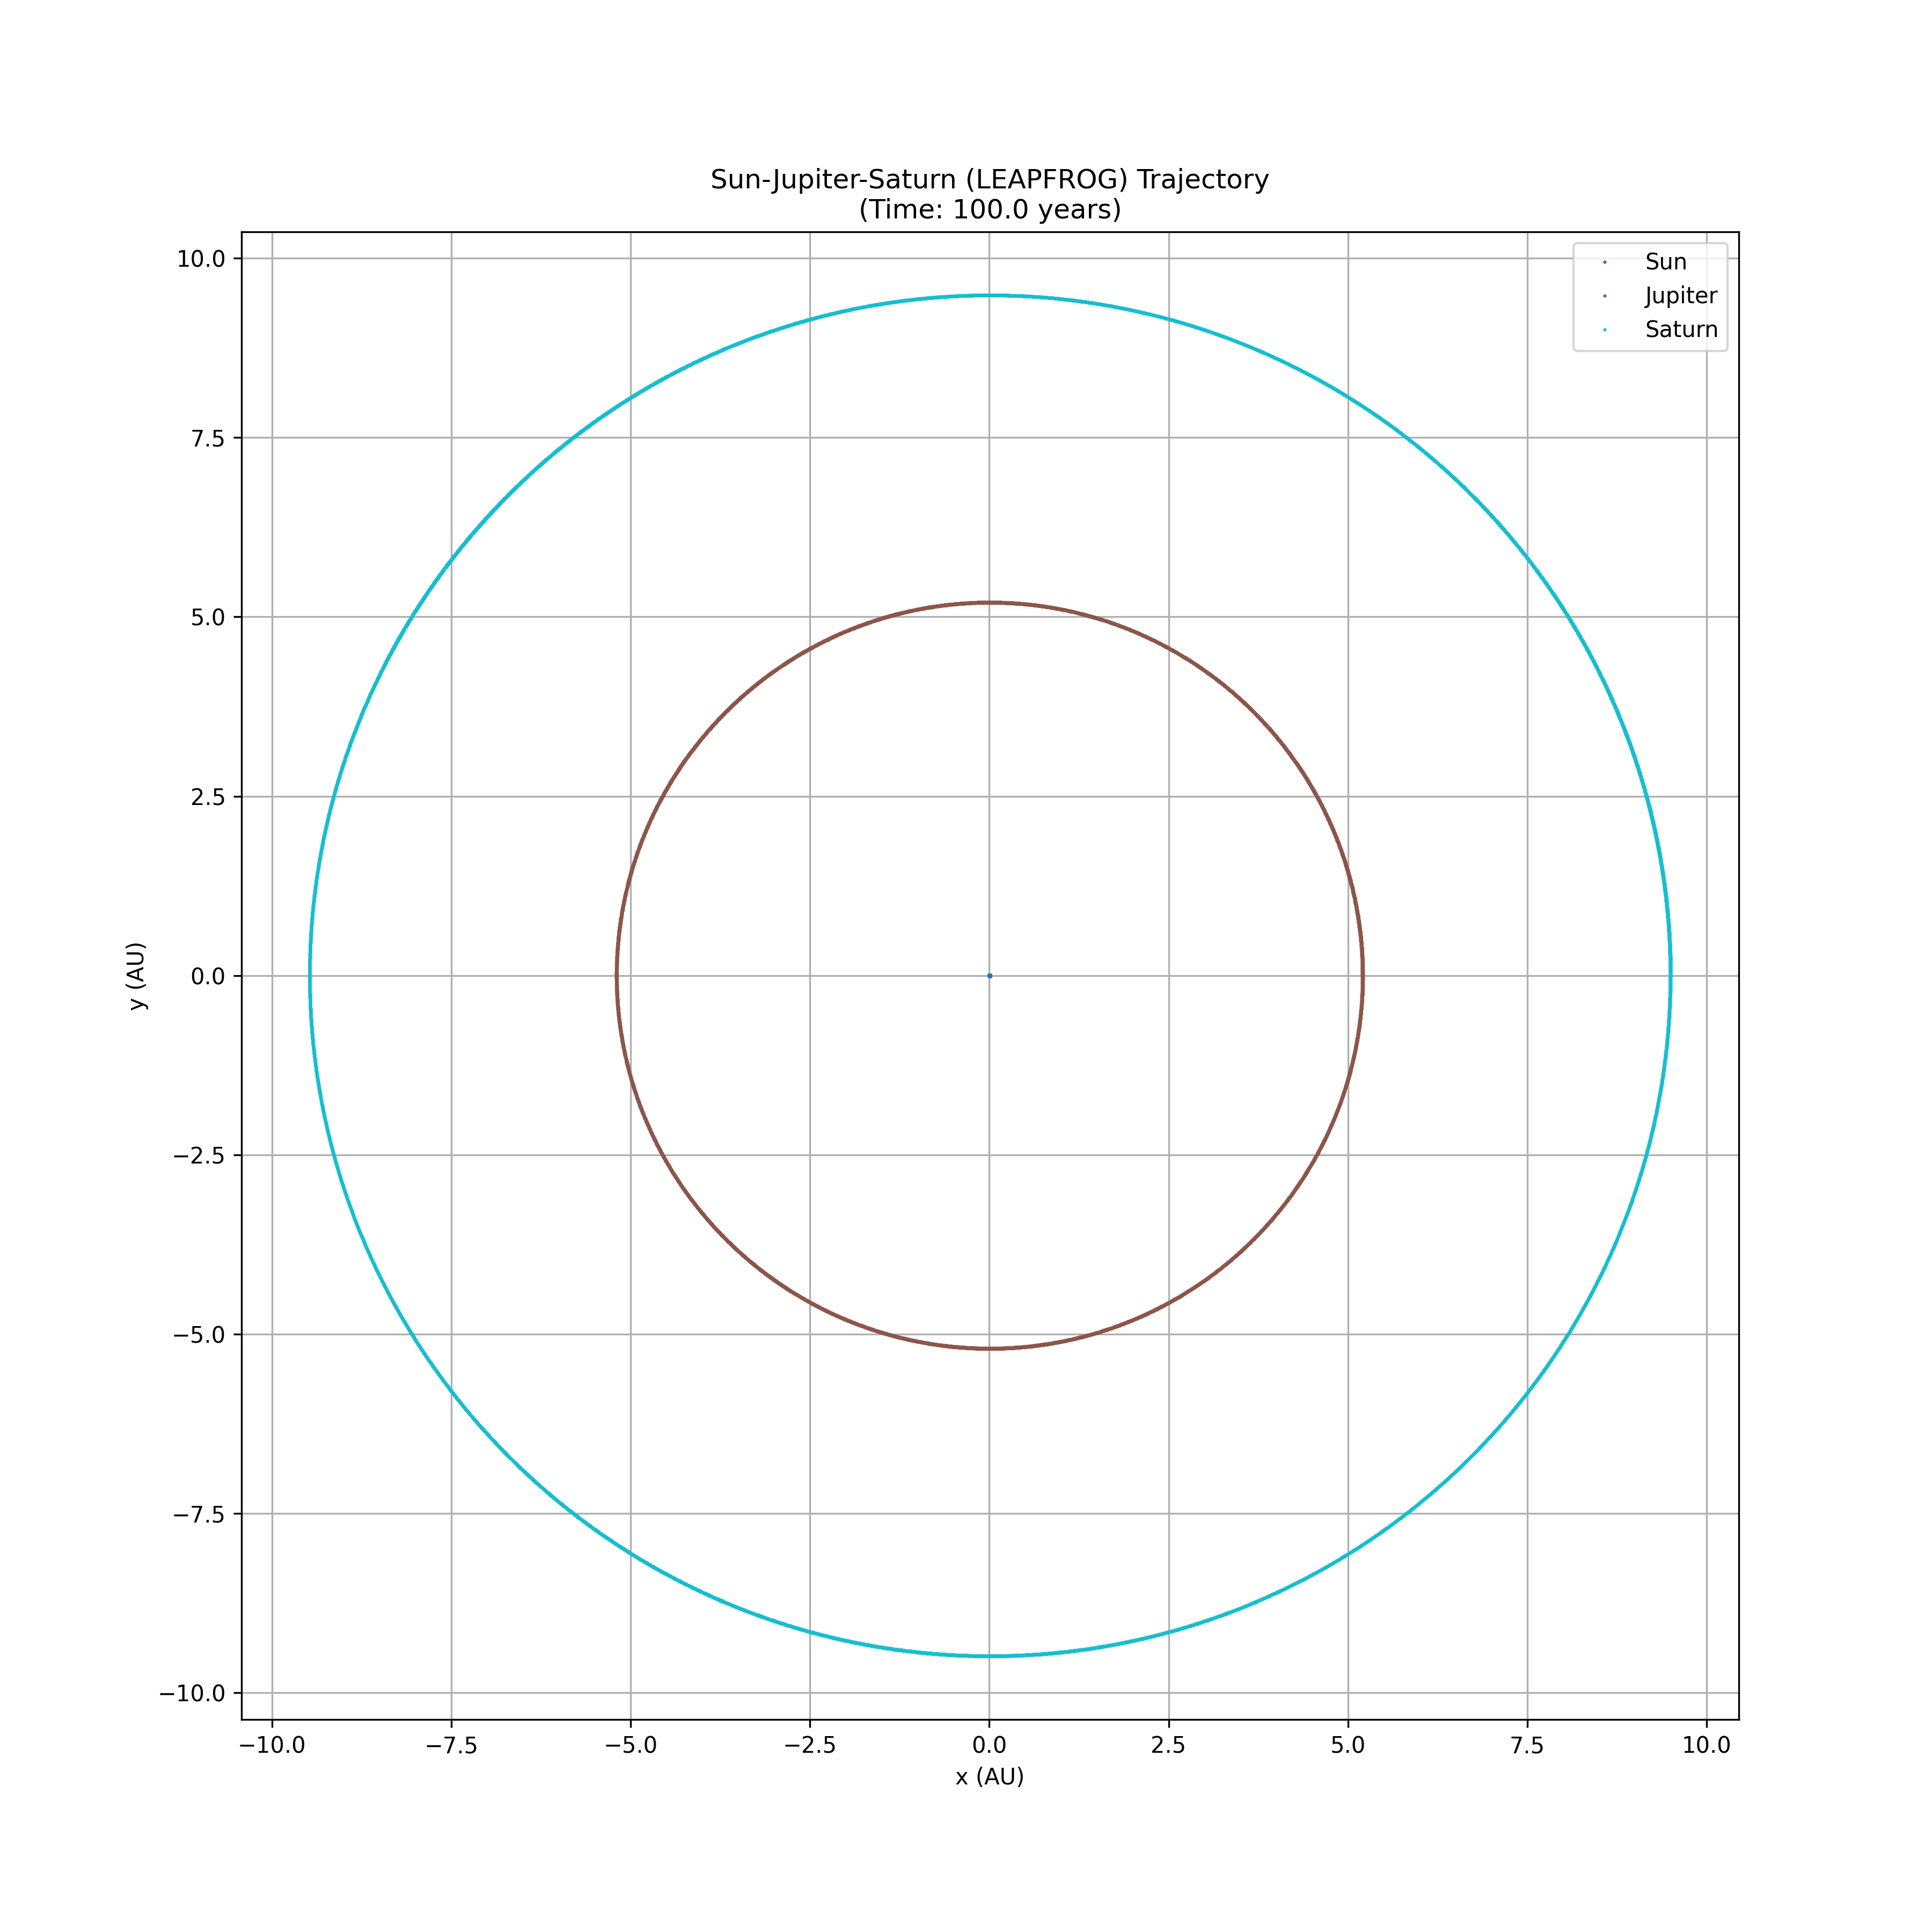 Sun-Jupiter-Saturn (LEAPFROG) Trajectory
(Time: 100.0 years)
Sun
Jupiter
Saturn
y (AU)
10.0
7.5
5.0
2.5
0.0
−2.5
−5.0
−7.5
−10.0
−10.0 −7.5 −5.0 −2.5 0.0 2.5 5.0 7.5 10.0
x (AU)